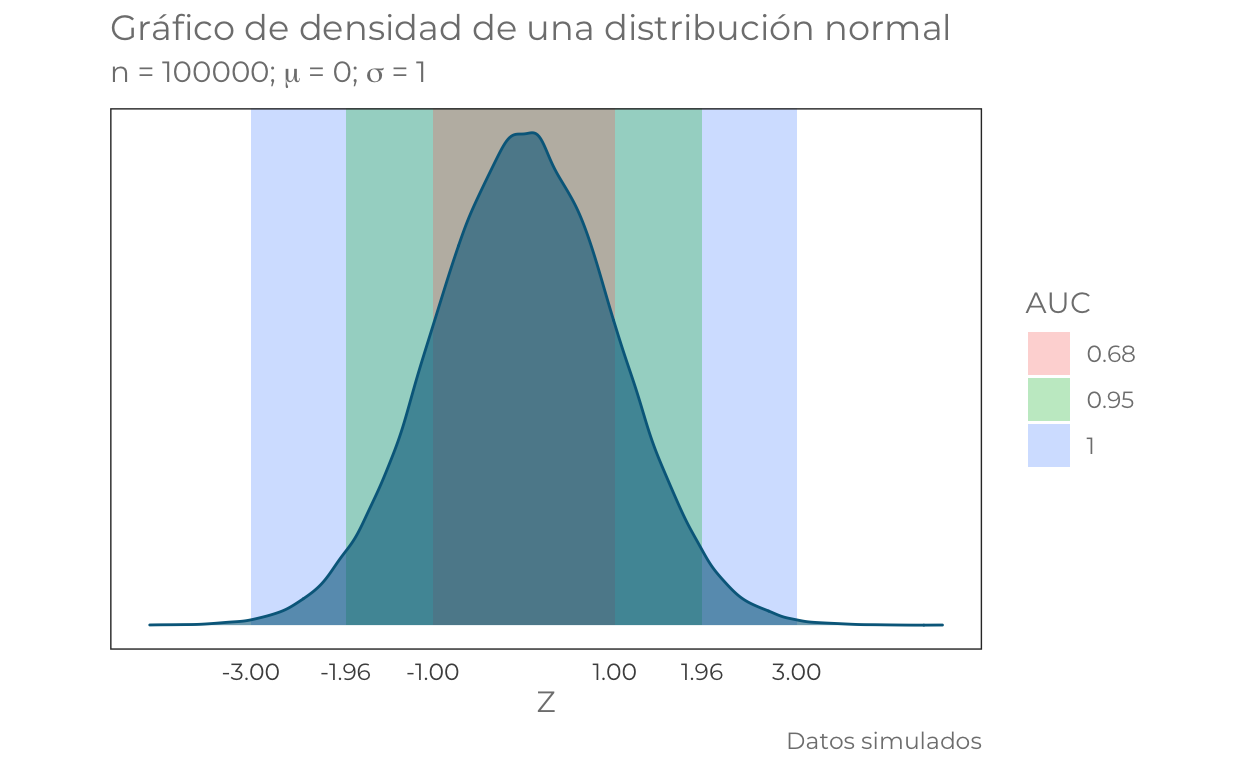 Gráfico de densidad de una distribución normal
n = 100000; μ = 0; σ = 1
AUC
0.68
0.95
1
-3.00 -1.96 -1.00 1.00 1.96 3.00
Z
Datos simulados